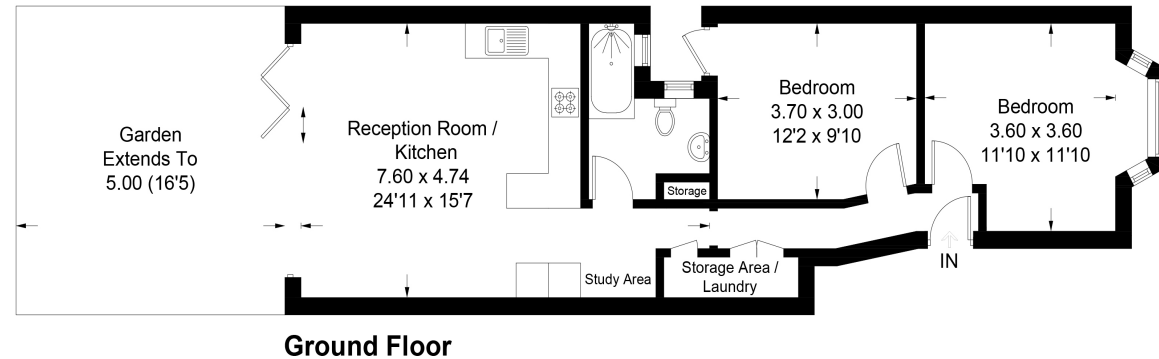 Garden
Extends To
5.00 (16'5)
Reception Room /
Kitchen
7.60 x 4.74
24'11 x 15'7
Storage
Study Area
Storage Area /
Laundry
Bedroom
3.70 x 3.00
12'2 x 9'10
Bedroom
3.60 x 3.60
11'10 x 11'10
IN
Ground Floor